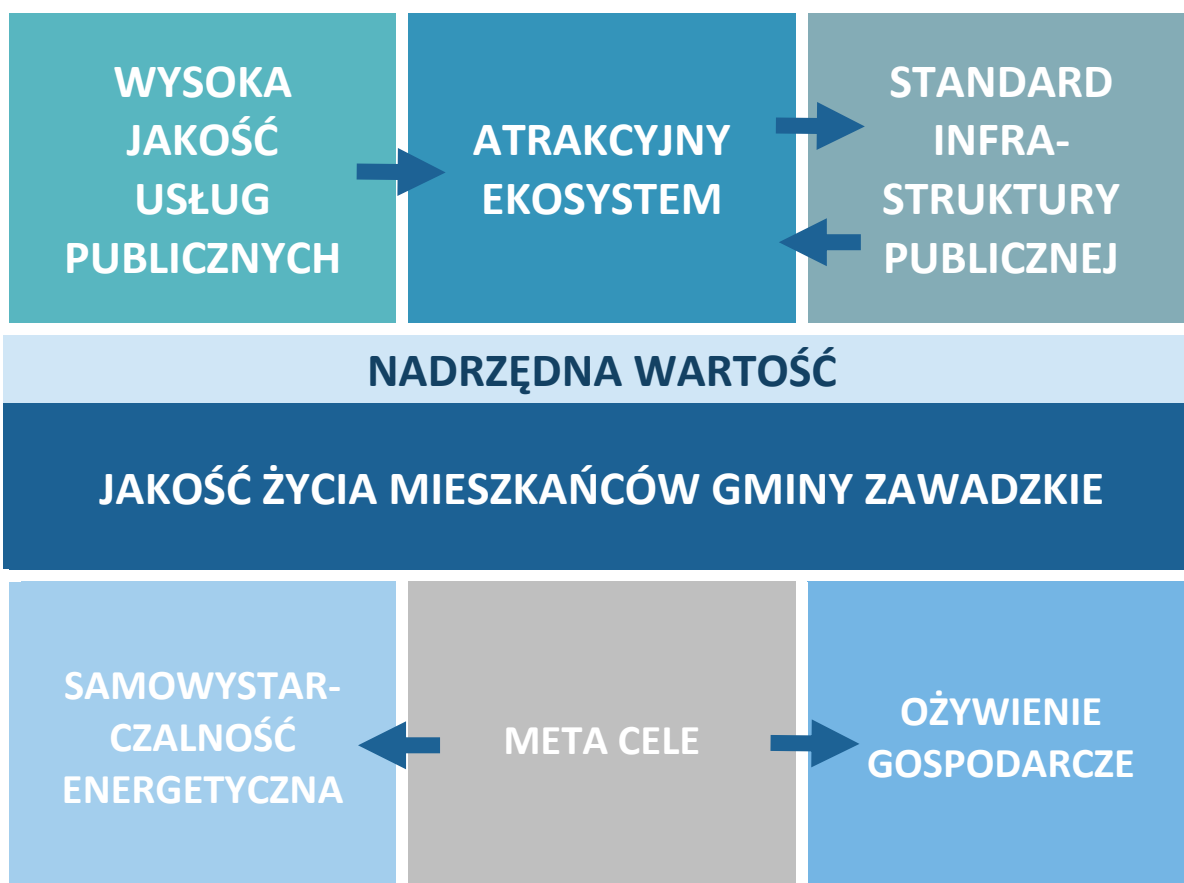 WYSOKA
JAKOŚĆ
USŁUG
PUBLICZNYCH
ATRAKCYJNY
EKOSYSTEM
STANDARD
INFRA-
STRUKTURY
PUBLICZNEJ
NADRZĘDNA WARTOŚĆ
JAKOŚĆ ŻYCIA MIESZKAŃCÓW GMINY ZAWADZKIE
SAMOWYSTAR-
CZALNOŚĆ
ENERGETYCZNA
META CELE
OŻYWIENIE
GOSPODARCZE